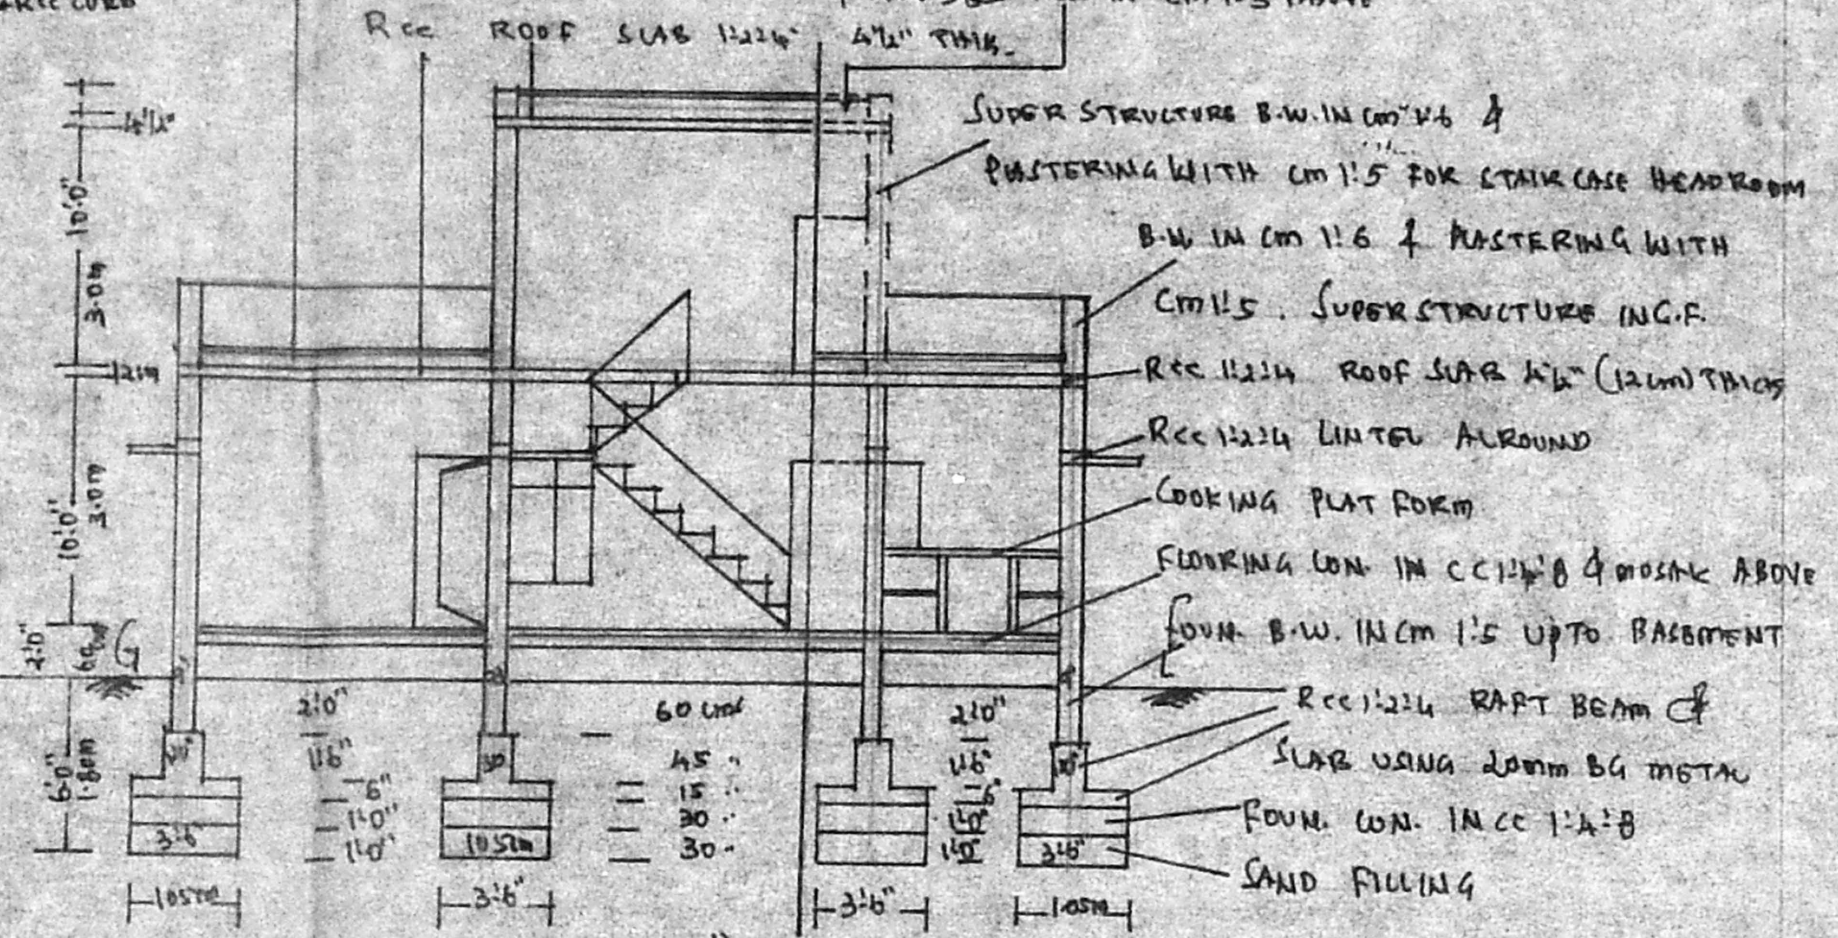 Rcc ROOF SLAB 1:2:4 4½" THIK.
SUPER STRUCTURE B.W. IN CM 1:6 &
PLASTERING WITH CM 1:5 FOR STAIR CASE HEADROOM
B.W. IN CM 1:6 & PLASTERING WITH
CM 1:5. SUPER STRUCTURE IN G.F.
Rcc 1:2:4 ROOF SLAB 4½" (12cm) THICK
Rcc 1:2:4 LINTEL ALROUND
COOKING PLAT FORM
FLOORING CON. IN CC 1:4:8 & MOSAIC ABOVE
FOUN. B.W. IN CM 1:5 UPTO BASEMENT
Rcc 1:2:4 RAFT BEAM &
SLAB USING 20mm BG METAL
FOUN. CON. IN CC 1:4:8
SAND FILLING
4½"
10'.0"
3.0m
12cm
10'.0"
3.0m
2'.0"
6'.0"
1.80m
2'.0" 60 cms 2'.0"
1'.6" 45 " 1'.6"
6" 15 " 6"
1'.0" 30 " 1'.0"
1'.0" 30 " 1'.0"
3'.6" 105cm 3'.6"
105cm 3'.6" 3'.6" 1.05m